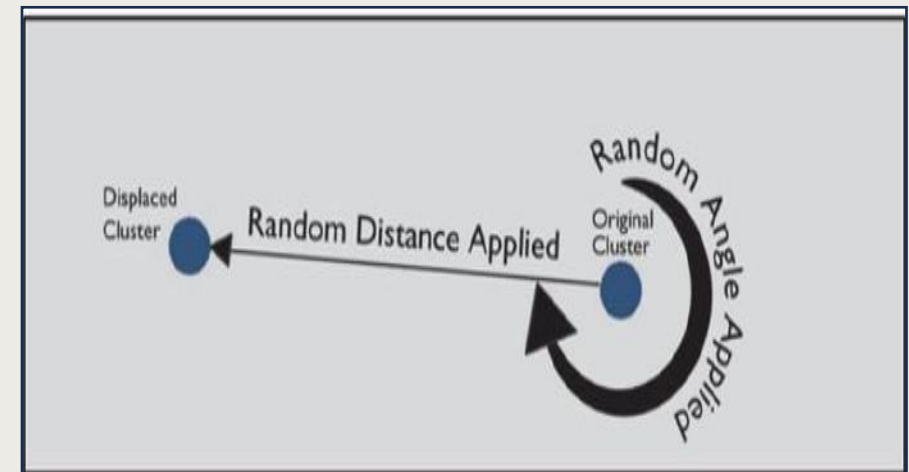 Displaced
Cluster
Random Distance Applied
Original
Cluster
Random Angle Applied